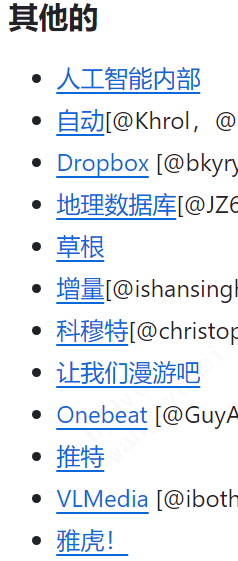 其他的
人工智能内部
自动[@Khrol，@
Dropbox [@bkyry
地理数据库[@JZ6
草根
增量[@ishansingh
科穆特[@christop
让我们漫游吧
Onebeat [@GuyA
推特
VLMedia [@iboth
雅虎！